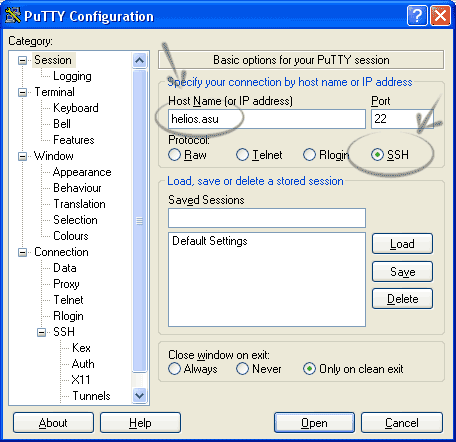 PuTTY Configuration
Category:
Session
Logging
Terminal
Keyboard
Bell
Features
Window
Appearance
Behaviour
Translation
Selection
Colours
Connection
Data
Proxy
Telnet
Rlogin
SSH
Kex
Auth
X11
Tunnels
Basic options for your PuTTY session
Specify your connection by host name or IP address
Host Name (or IP address) Port
helios.asu 22
Protocol:
Raw Telnet Rlogin SSH
Load, save or delete a stored session
Saved Sessions
Default Settings
Load
Save
Delete
Close window on exit:
Always Never Only on clean exit
About Help Open Cancel